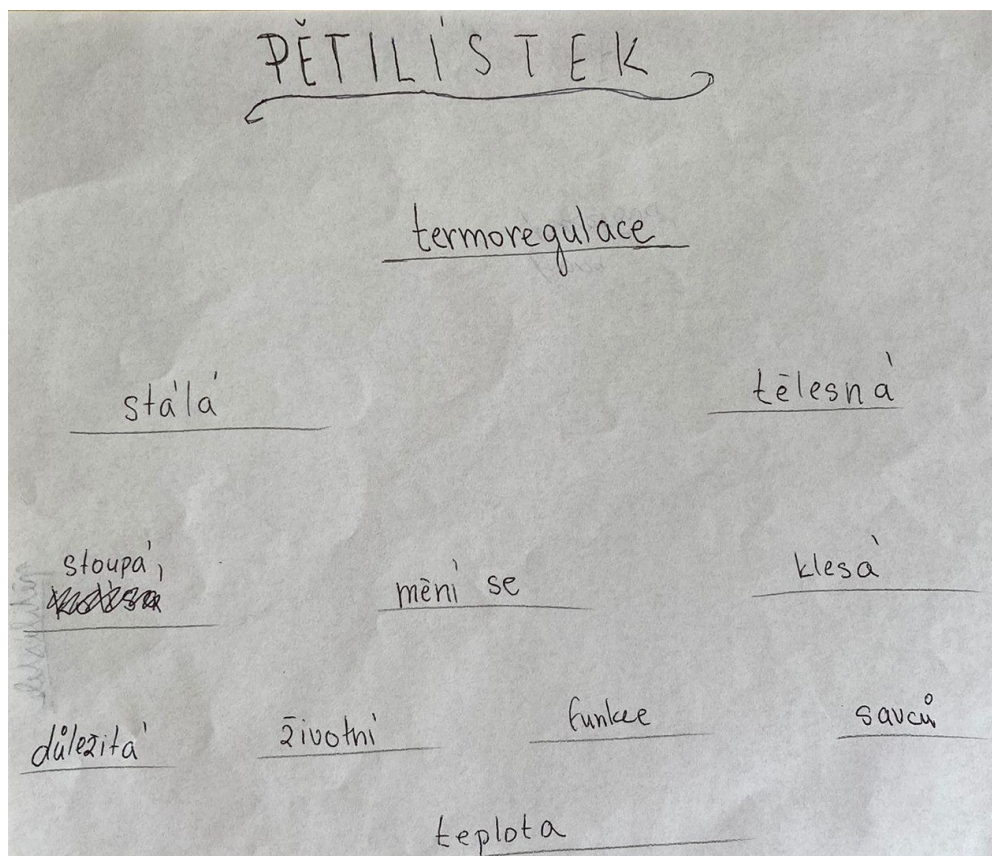 PĚTILÍSTEK
termoregulace
stálá tělesná
stoupá, mění se klesá
důležitá životní funkce savců
teplota